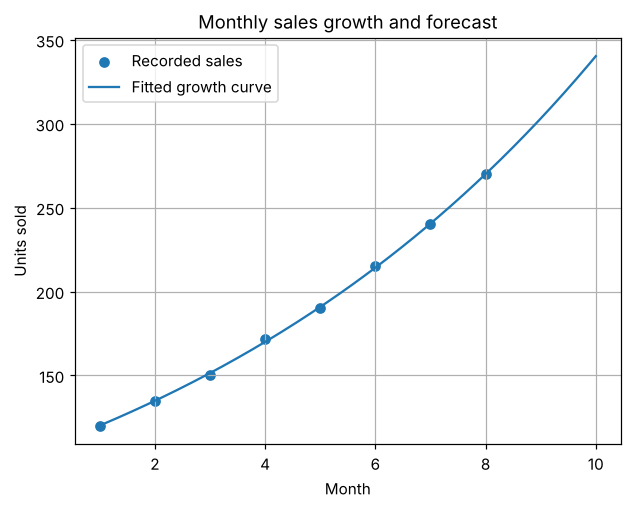 Monthly sales growth and forecast
Recorded sales
Fitted growth curve
350
300
250
200
150
Units sold
2 4 6 8 10
Month